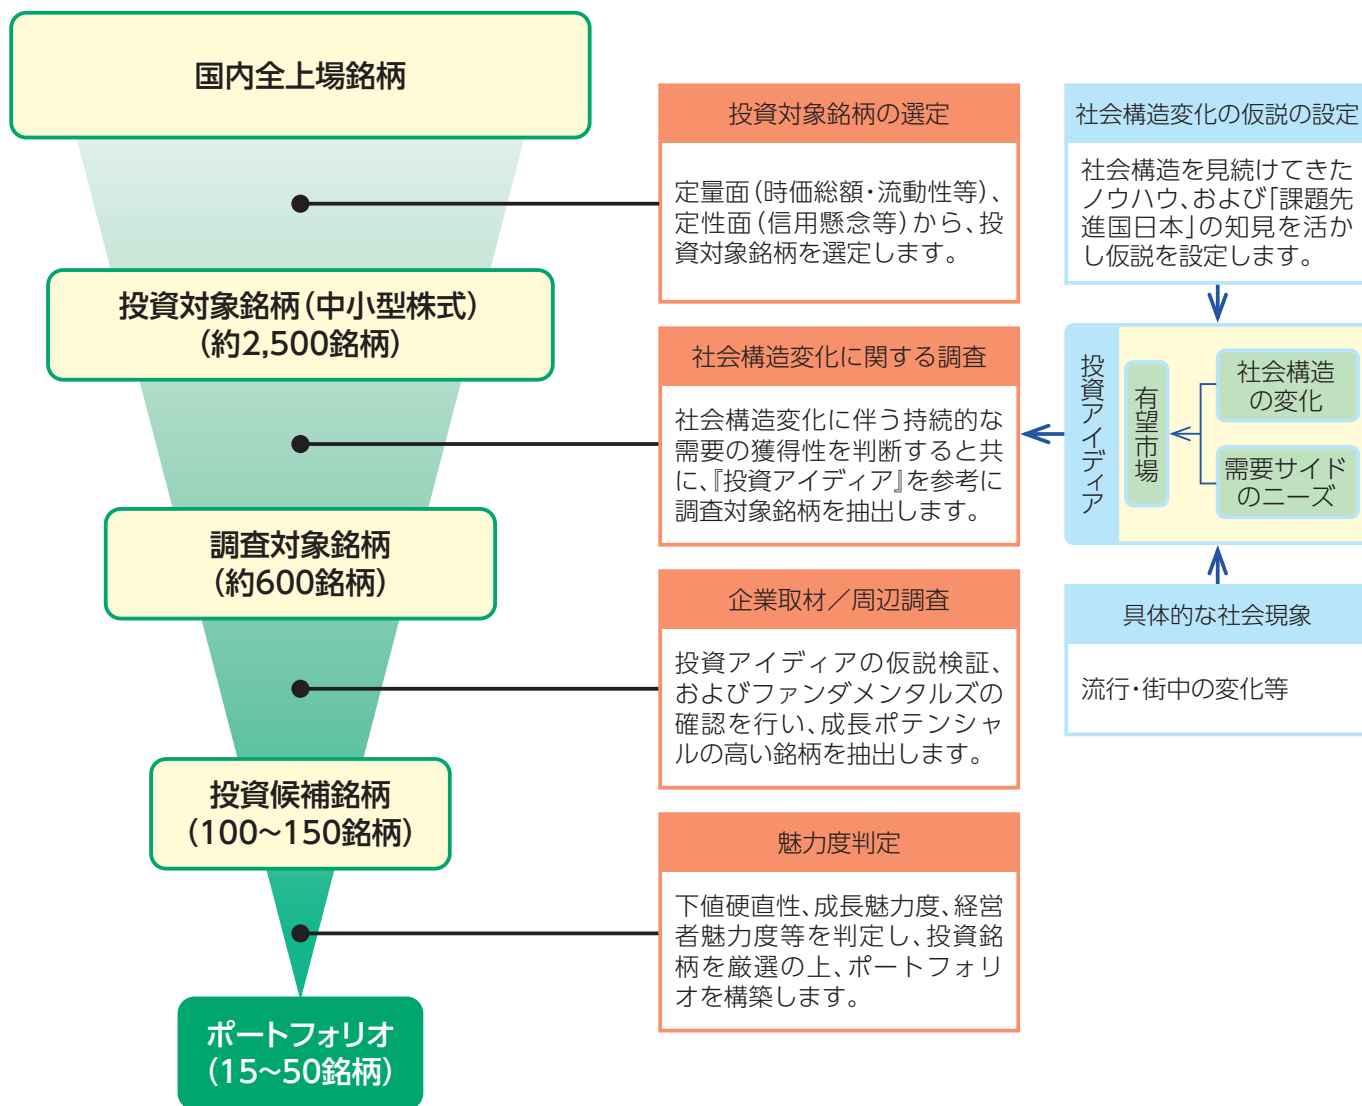 国内全上場銘柄
投資対象銘柄(中小型株式)
(約2,500銘柄)
調査対象銘柄
(約600銘柄)
投資候補銘柄
(100〜150銘柄)
ポートフォリオ
(15〜50銘柄)
投資対象銘柄の選定
定量面(時価総額・流動性等)、
定性面(信用懸念等)から、投
資対象銘柄を選定します。
社会構造変化に関する調査
社会構造変化に伴う持続的な
需要の獲得性を判断すると共
に、『投資アイディア』を参考に
調査対象銘柄を抽出します。
企業取材／周辺調査
投資アイディアの仮説検証、
およびファンダメンタルズの
確認を行い、成長ポテンシャ
ルの高い銘柄を抽出します。
魅力度判定
下値硬直性、成長魅力度、経営
者魅力度等を判定し、投資銘
柄を厳選の上、ポートフォリ
オを構築します。
社会構造変化の仮説の設定
社会構造を見続けてきた
ノウハウ、および「課題先
進国日本」の知見を活か
し仮説を設定します。
投資アイディア
有望市場
社会構造
の変化
需要サイド
のニーズ
具体的な社会現象
流行・街中の変化等